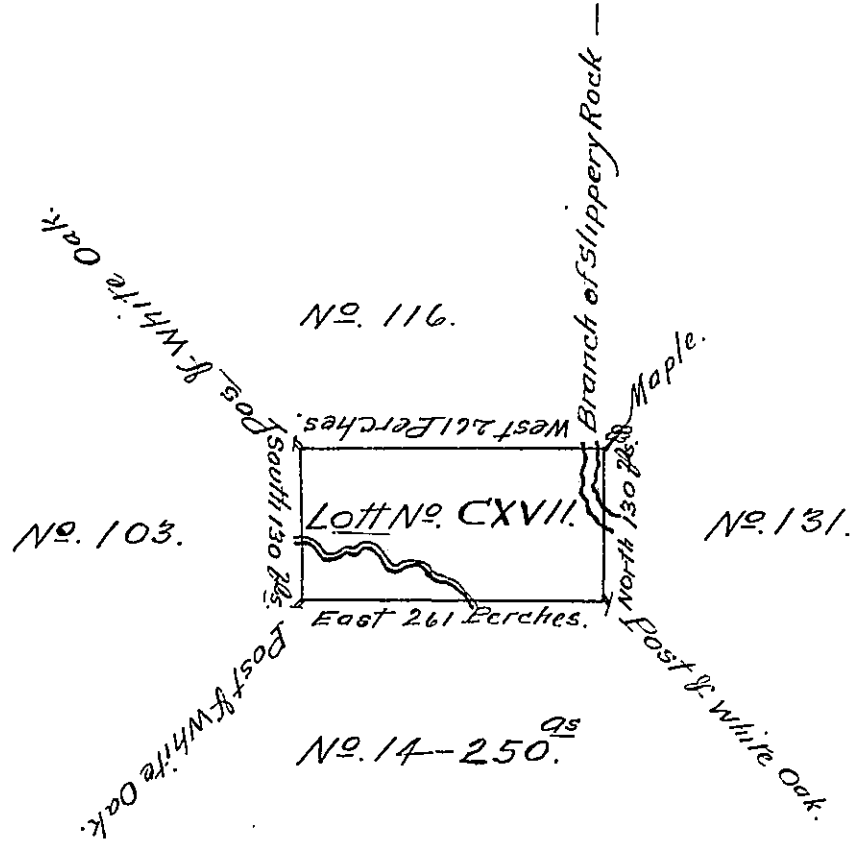 Branch of Slippery Rock —
Pos. & White Oak.
No. 116.
Maple.
West 261 Perches.
South 130 ps.
North 130 ps.
No. 103.
Lott No. CXVII.
No. 131.
East 261 Perches.
Post & White Oak.
Post & White Oak.
No. 14-250 as.